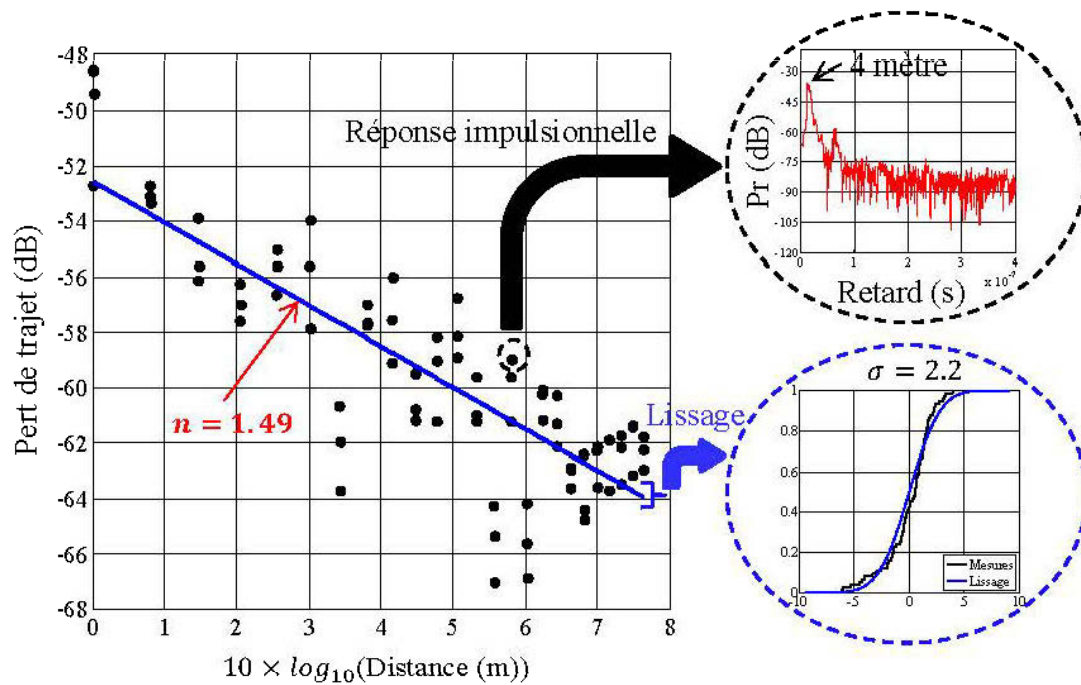 -48
-50
-52
-54
-56
-58
-60
-62
-64
-66
-68
0 1 2 3 4 5 6 7 8
Pert de trajet (dB)
10 × log10(Distance (m))
n = 1.49
Réponse impulsionnelle
Lissage
4 mètre
-30
-45
-60
-75
-90
-105
-120
0 1 2 3 4
x 10-7
Pr (dB)
Retard (s)
σ = 2.2
1
0.8
0.6
0.4
0.2
0
-10 -5 0 5 10
Mesures
Lissage